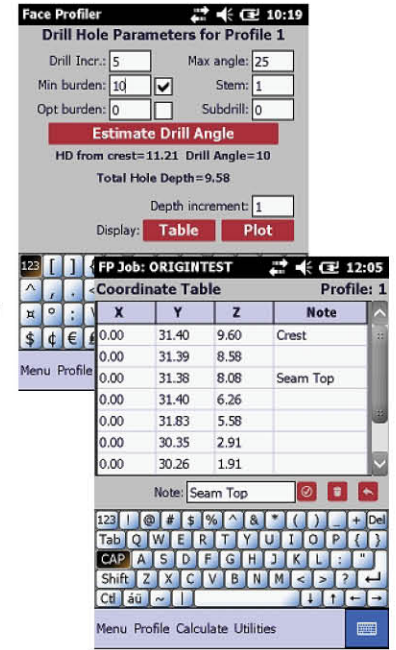 Face Profiler 10:19
Drill Hole Parameters for Profile 1
Drill Incr.: 5 Max angle: 25
Min burden: 10 Stem: 1
Opt burden: 0 Subdrill: 0
Estimate Drill Angle
HD from crest=11.21 Drill Angle=10
Total Hole Depth=9.58
Depth increment: 1
Display: Table Plot
123 [ ] {
^ , . <
¤ º ; \
$ ¢ €
Menu Profile
FP Job: ORIGINTEST 12:05
Coordinate Table Profile: 1
X Y Z Note
0.00 31.40 9.60 Crest
0.00 31.39 8.58
0.00 31.38 8.08 Seam Top
0.00 31.40 6.26
0.00 31.83 5.58
0.00 30.35 2.91
0.00 30.26 1.91
Note: Seam Top
123 ! @ # $ % ^ & * ( ) _ + Del
Tab Q W E R T Y U I O P { }
CAP A S D F G H J K L : "
Shift Z X C V B N M < > ? ↵
Ctl áü ~ | ↓ ↑ ← →
Menu Profile Calculate Utilities